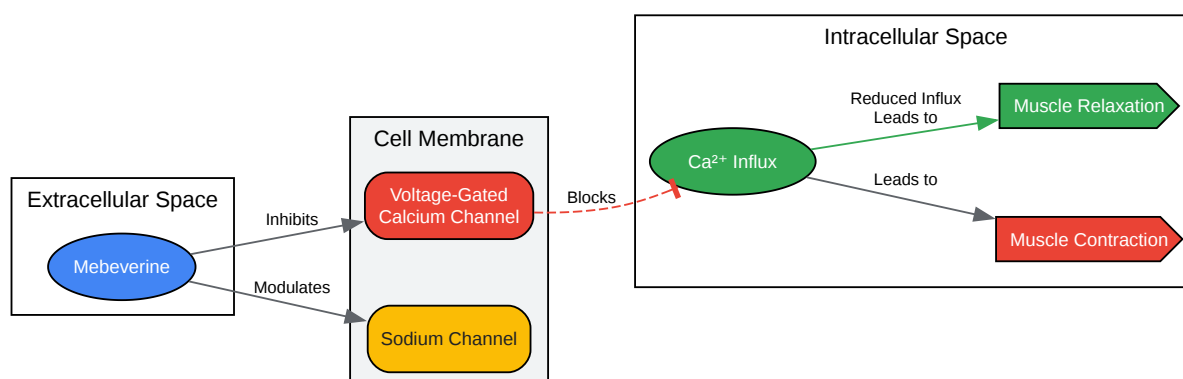 Extracellular Space
Mebeverine
Inhibits
Modulates
Cell Membrane
Voltage-Gated
Calcium Channel
Sodium Channel
Blocks
Intracellular Space
Ca²⁺ Influx
Reduced Influx
Leads to
Leads to
Muscle Relaxation
Muscle Contraction